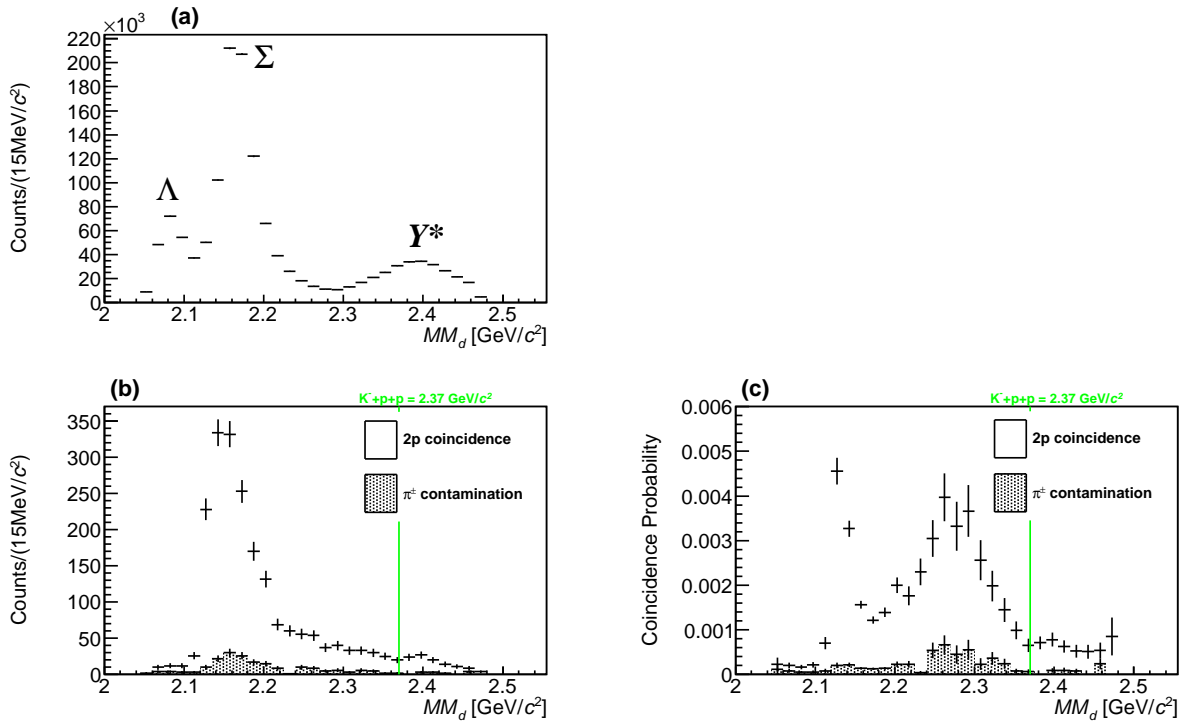 (a)
×10³
220
200
180
160
140
120
100
80
60
40
20
0
Counts/(15MeV/c²)
Λ
Σ
Y*
2 2.1 2.2 2.3 2.4 2.5
MM_d [GeV/c²]
(b)
K⁻+p+p = 2.37 GeV/c²
350
300
250
200
150
100
50
0
Counts/(15MeV/c²)
2p coincidence
π± contamination
2 2.1 2.2 2.3 2.4 2.5
MM_d [GeV/c²]
(c)
K⁻+p+p = 2.37 GeV/c²
0.006
0.005
0.004
0.003
0.002
0.001
0
Coincidence Probability
2p coincidence
π± contamination
2 2.1 2.2 2.3 2.4 2.5
MM_d [GeV/c²]